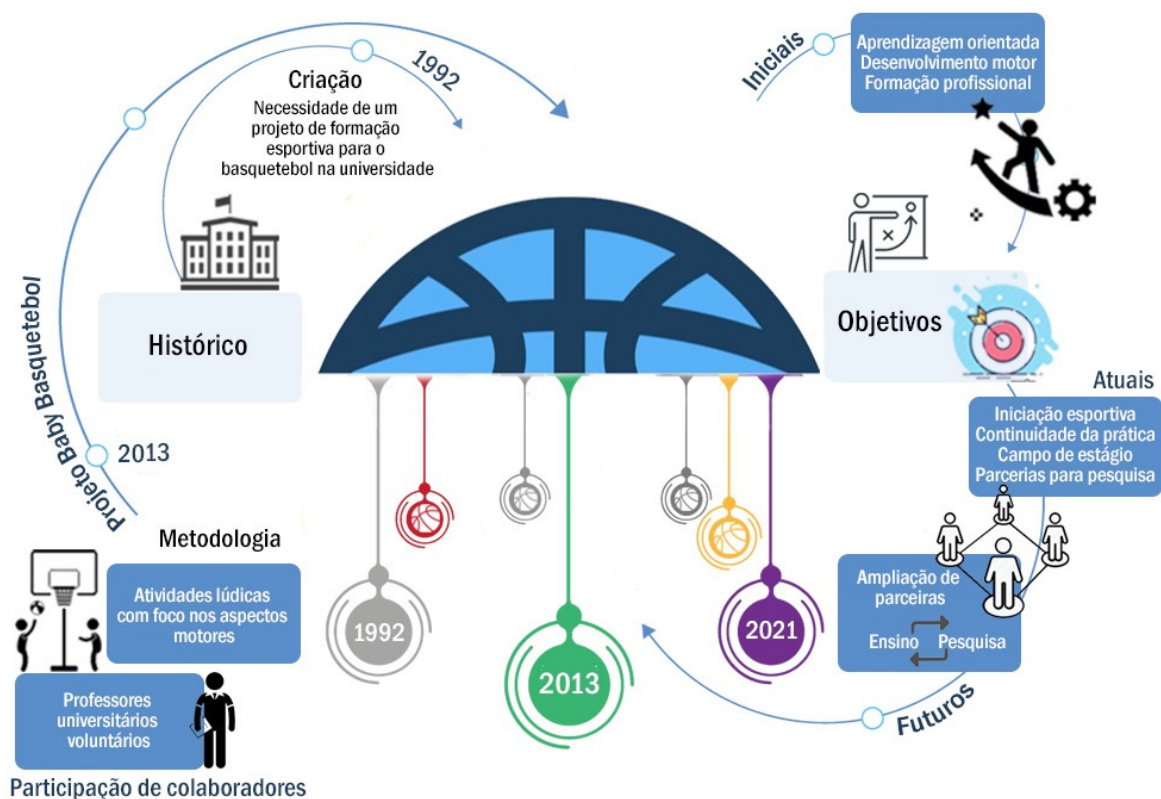 1992
Criação
Necessidade de um
projeto de formação
esportiva para o
basquetebol na universidade
Histórico
Projeto Baby Basquetebol
2013
Metodologia
Atividades lúdicas
com foco nos aspectos
motores
Professores
universitários
voluntários
Participação de colaboradores
1992
2013
2021
Iniciais
Aprendizagem orientada
Desenvolvimento motor
Formação profissional
Objetivos
Atuais
Iniciação esportiva
Continuidade da prática
Campo de estágio
Parcerias para pesquisa
Ampliação de
parceiras
Ensino Pesquisa
Futuros